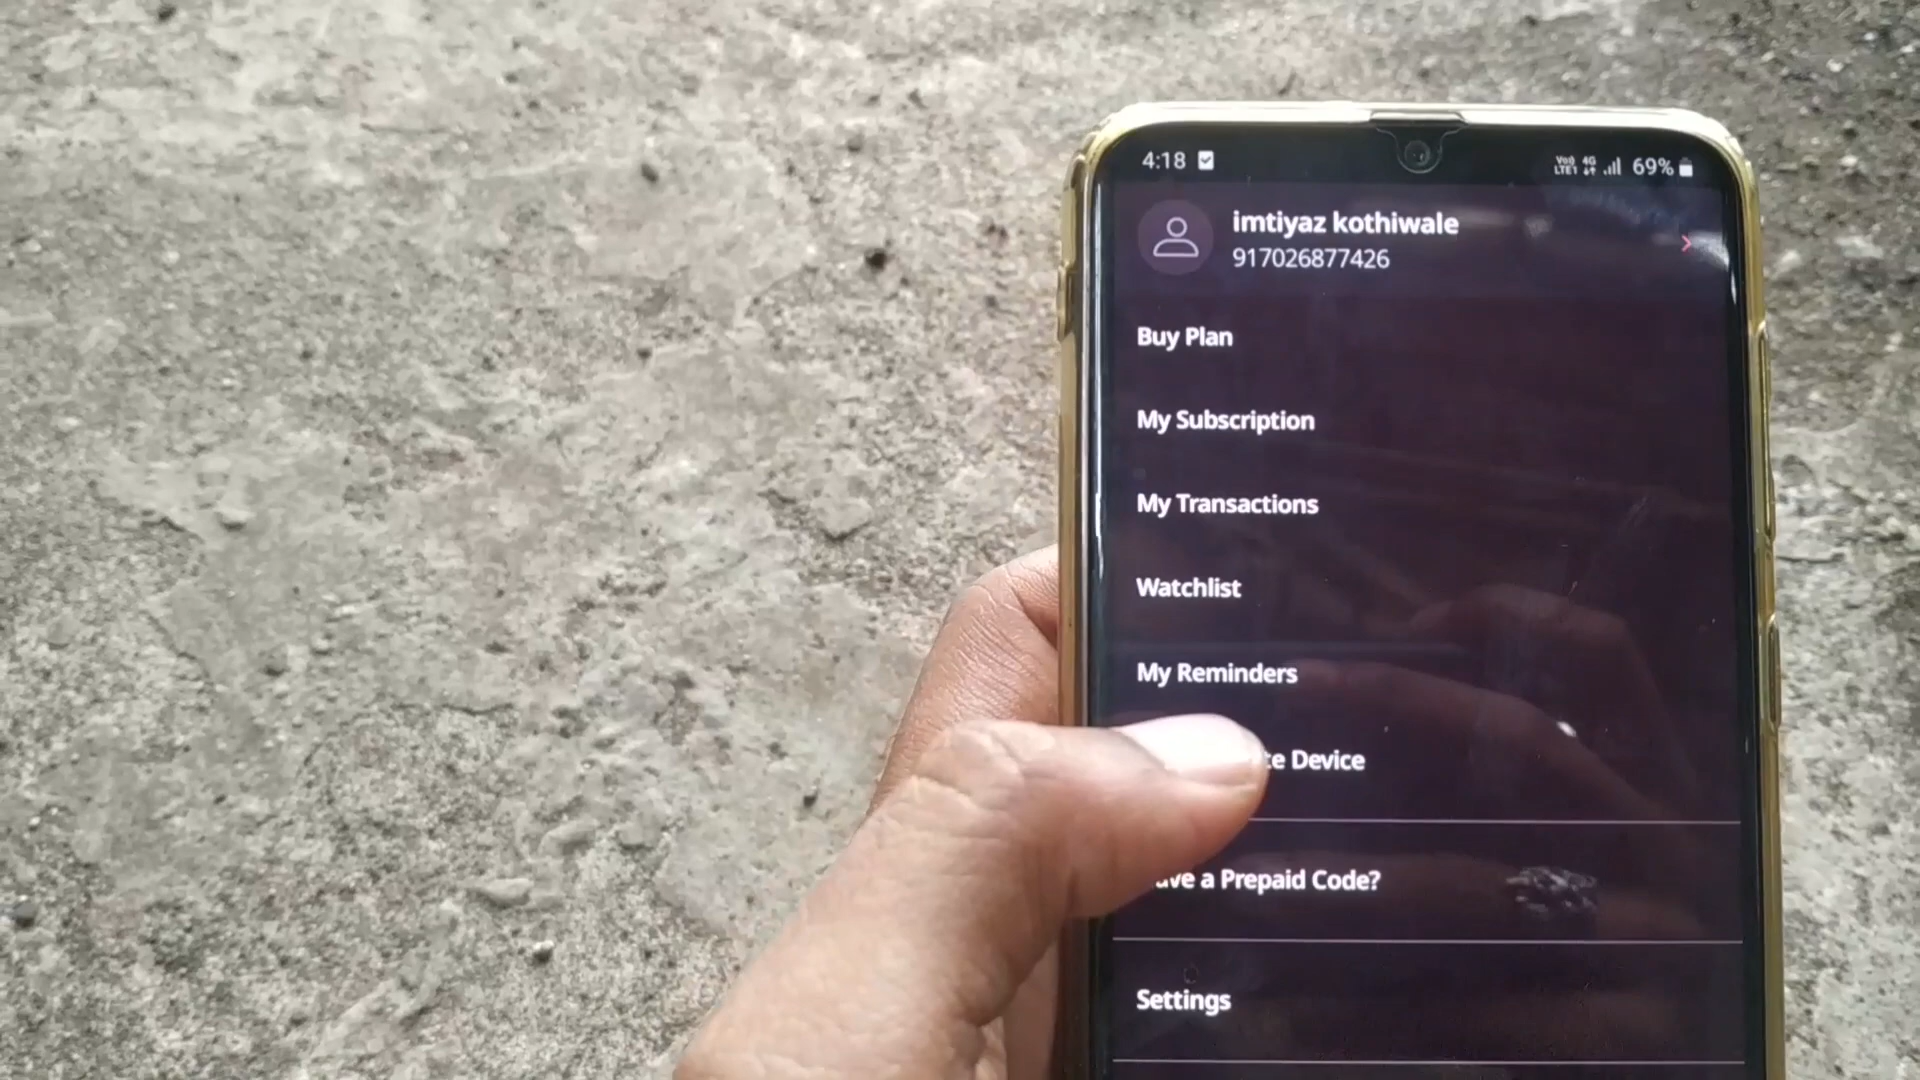 4:18 69%
imtiyaz kothiwale
917026877426
Buy Plan
My Subscription
My Transactions
Watchlist
My Reminders
Device
a Prepaid Code?
Settings